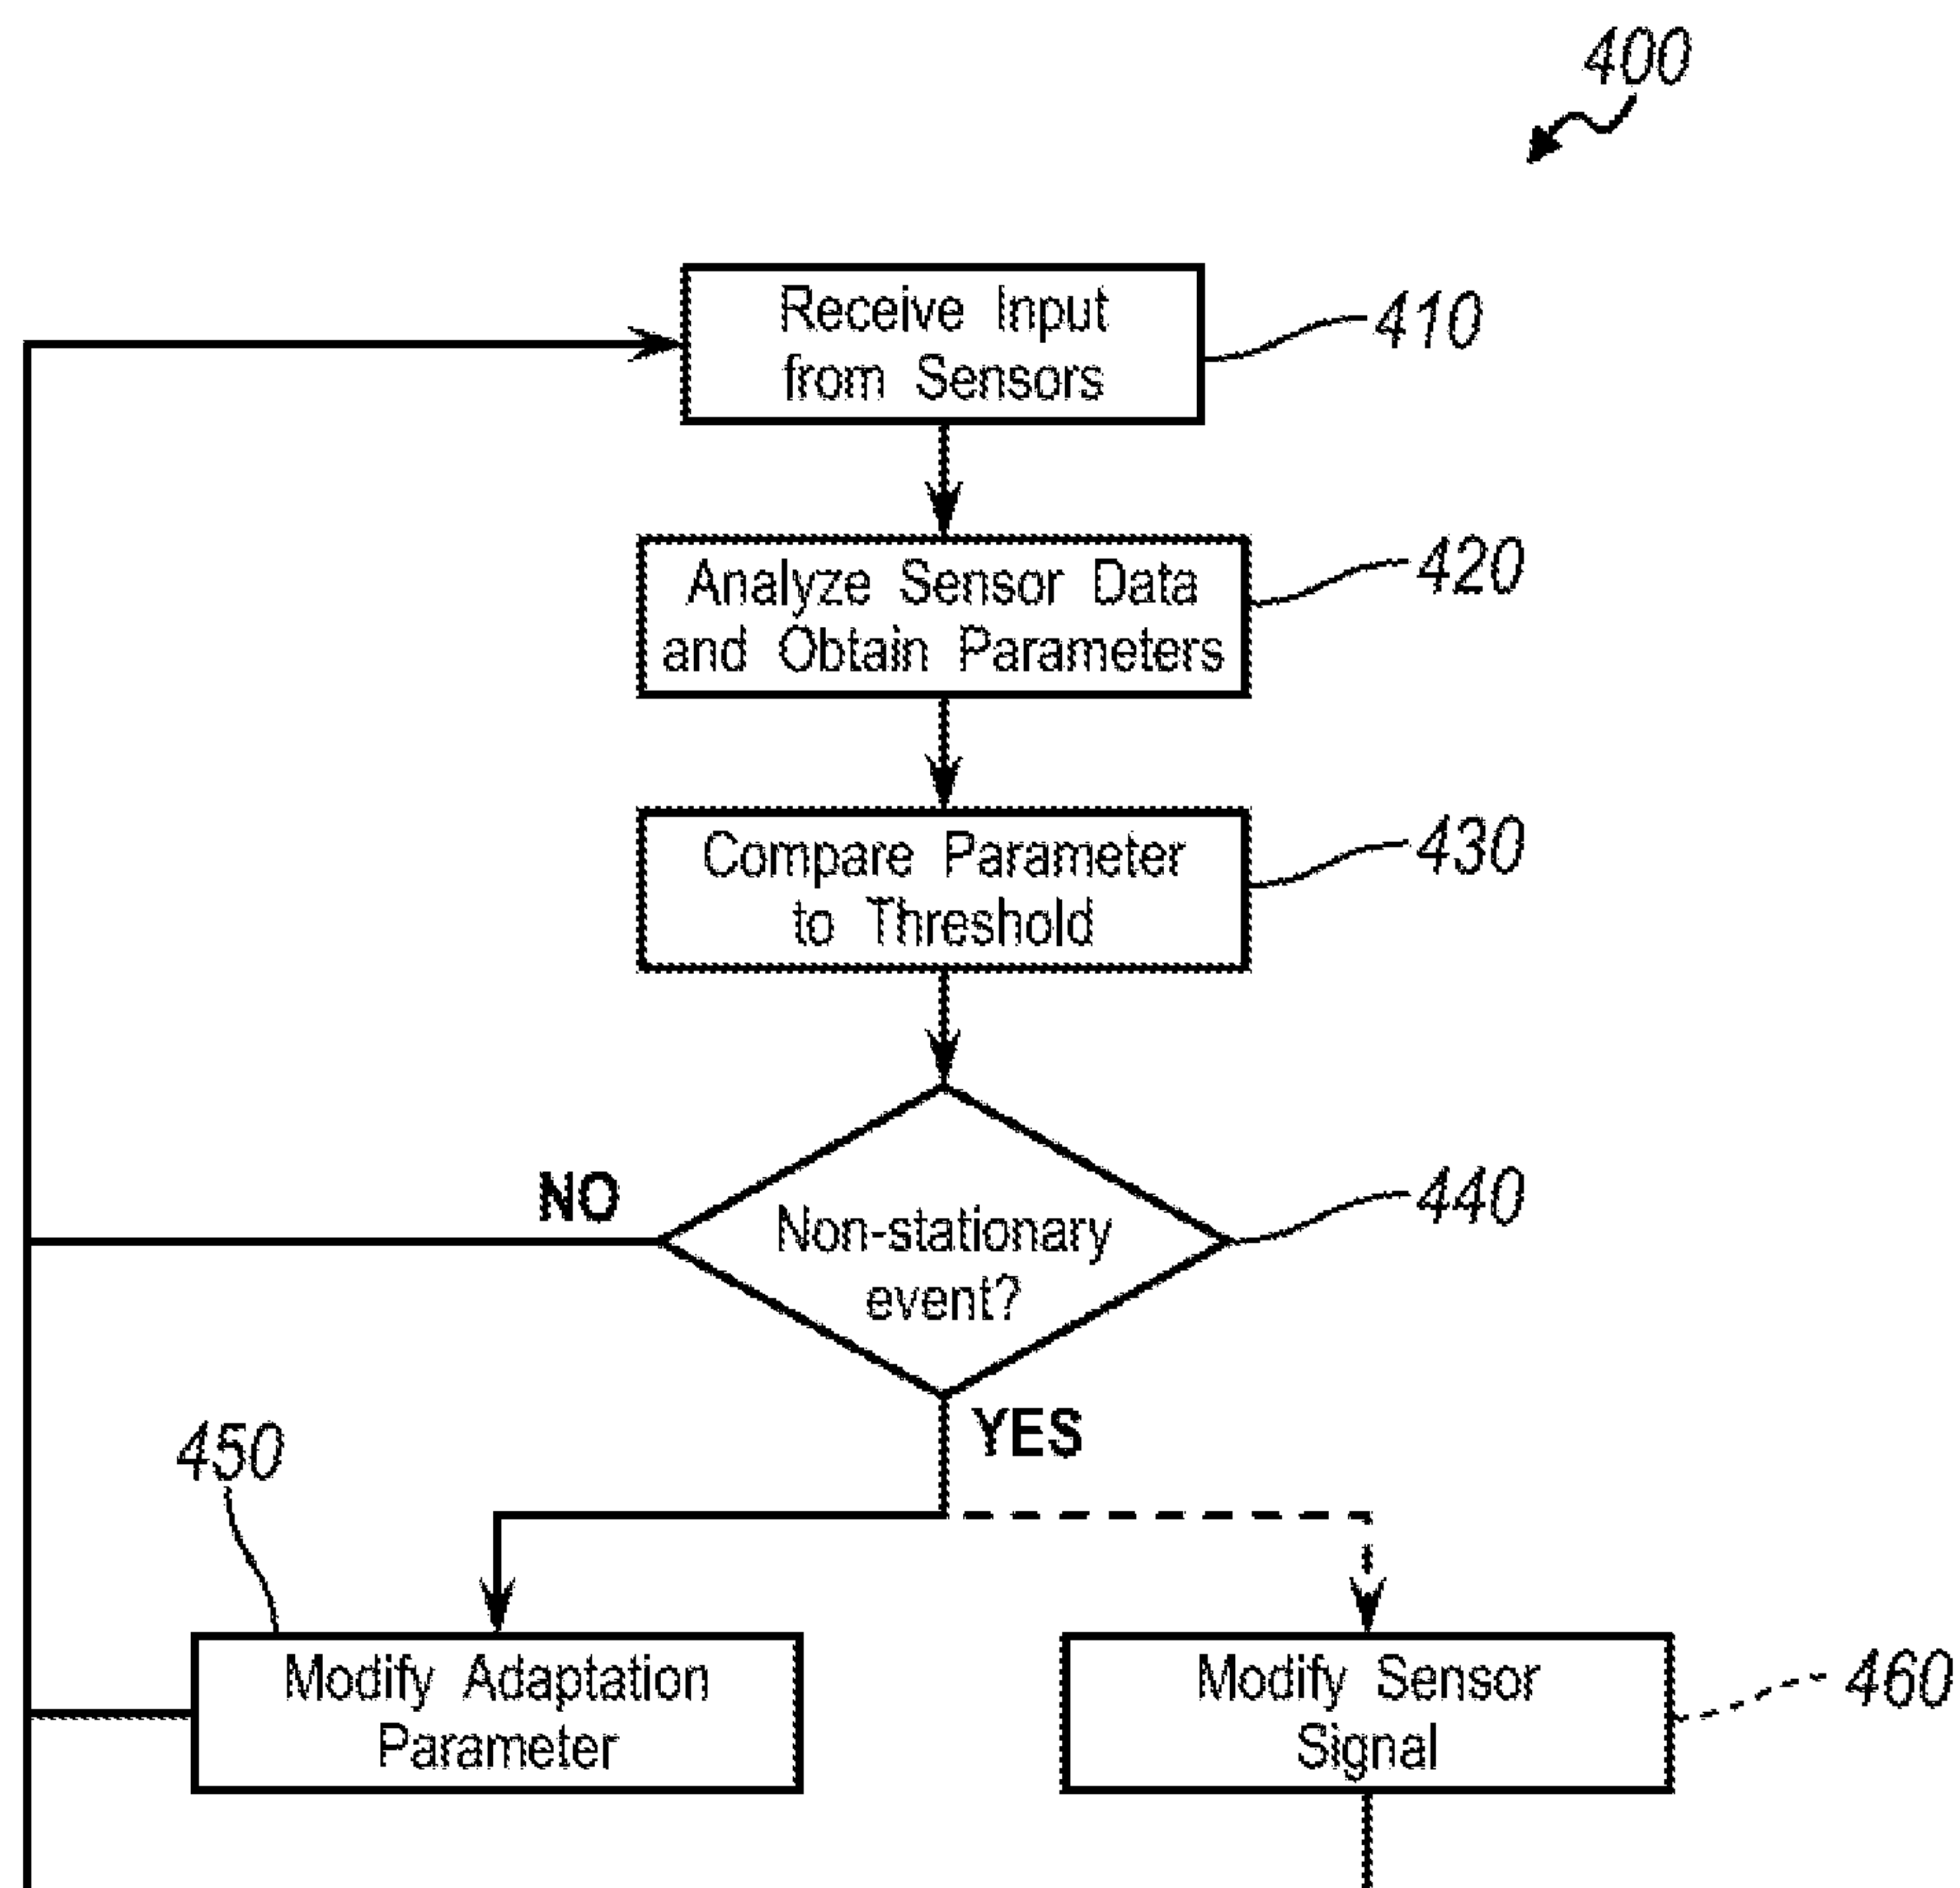 400
Receive Input
from Sensors
410
Analyze Sensor Data
and Obtain Parameters
420
Compare Parameter
to Threshold
430
NO
Non-stationary
event?
440
YES
450
Modify Adaptation
Parameter
Modify Sensor
Signal
460